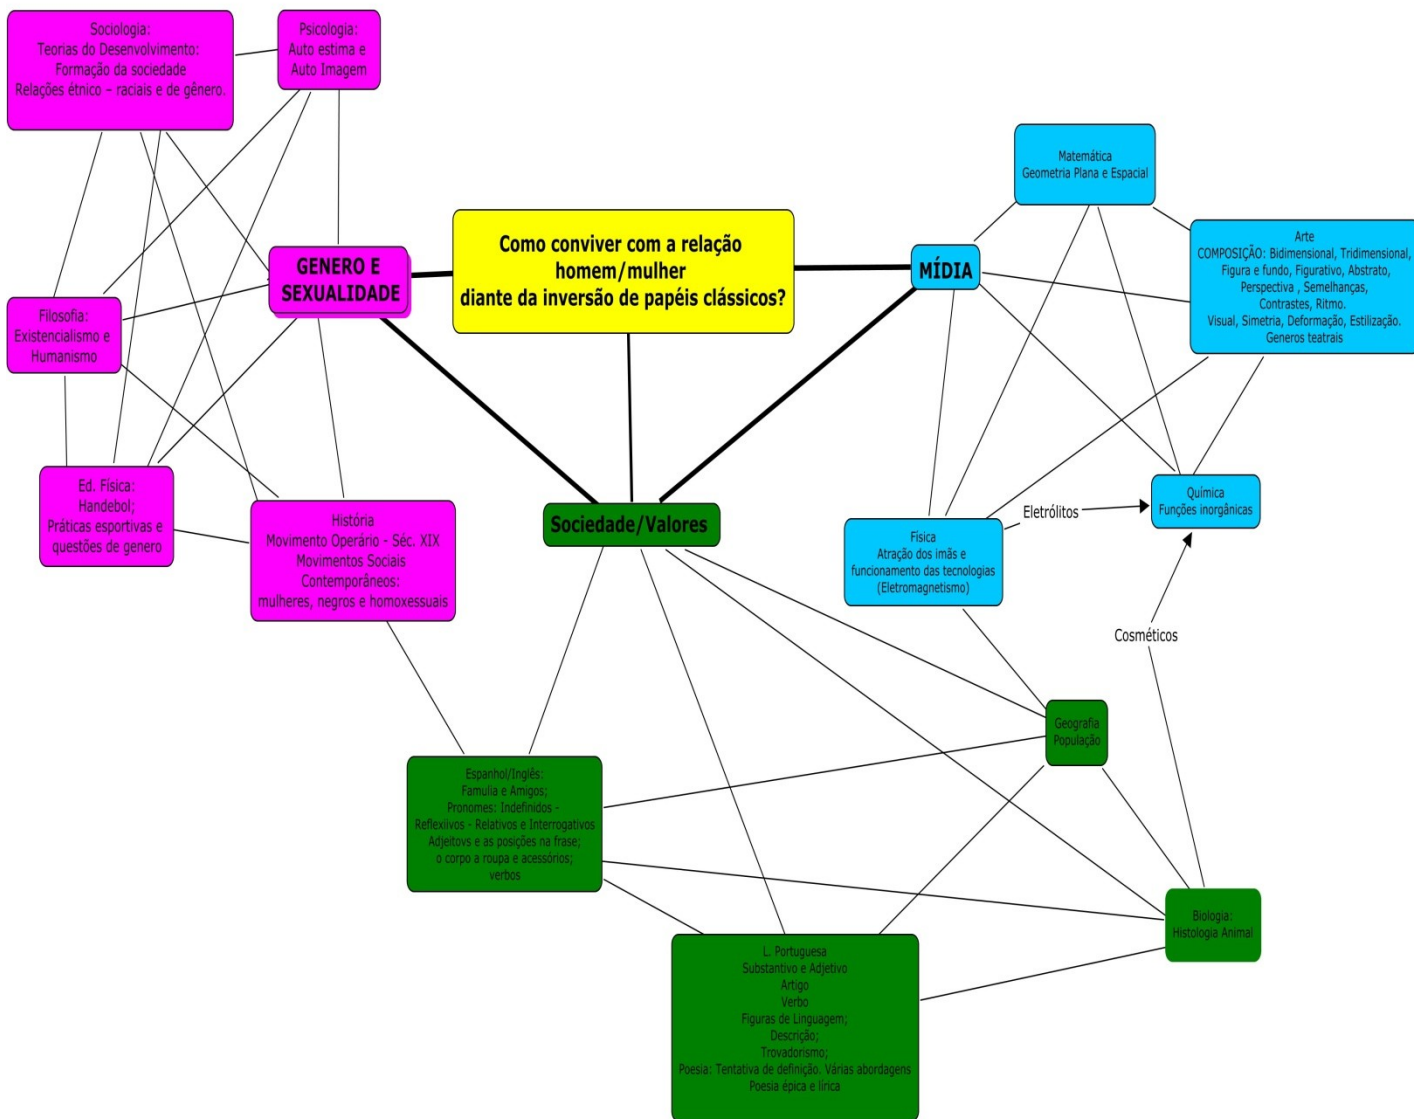 Sociologia:
Teorias do Desenvolvimento:
Formação da sociedade
Relações étnico – raciais e de gênero.
Psicologia:
Auto estima e
Auto Imagem
Matemática
Geometria Plana e Espacial
Como conviver com a relação
homem/mulher
diante da inversão de papéis clássicos?
GENERO E
SEXUALIDADE
MÍDIA
Arte
COMPOSIÇÃO: Bidimensional, Tridimensional,
Figura e fundo, Figurativo, Abstrato,
Perspectiva , Semelhanças,
Contrastes, Ritmo.
Visual, Simetria, Deformação, Estilização.
Generos teatrais
Filosofia:
Existencialismo e
Humanismo
Ed. Física:
Handebol;
Práticas esportivas e
questões de genero
História
Movimento Operário - Séc. XIX
Movimentos Sociais
Contemporâneos:
mulheres, negros e homoxessuais
Sociedade/Valores
Física
Atração dos imãs e
funcionamento das tecnologias
(Eletromagnetismo)
Eletrólitos
Química
Funções inorgânicas
Cosméticos
Geografia
População
Espanhol/Inglês:
Famulia e Amigos;
Pronomes: Indefinidos -
Reflexiivos - Relativos e Interrogativos
Adjeitovs e as posições na frase;
o corpo a roupa e acessórios;
verbos
Biologia:
Histologia Animal
L. Portuguesa
Substantivo e Adjetivo
Artigo
Verbo
Figuras de Linguagem;
Descrição;
Trovadorismo;
Poesia: Tentativa de definição. Várias abordagens
Poesia épica e lírica